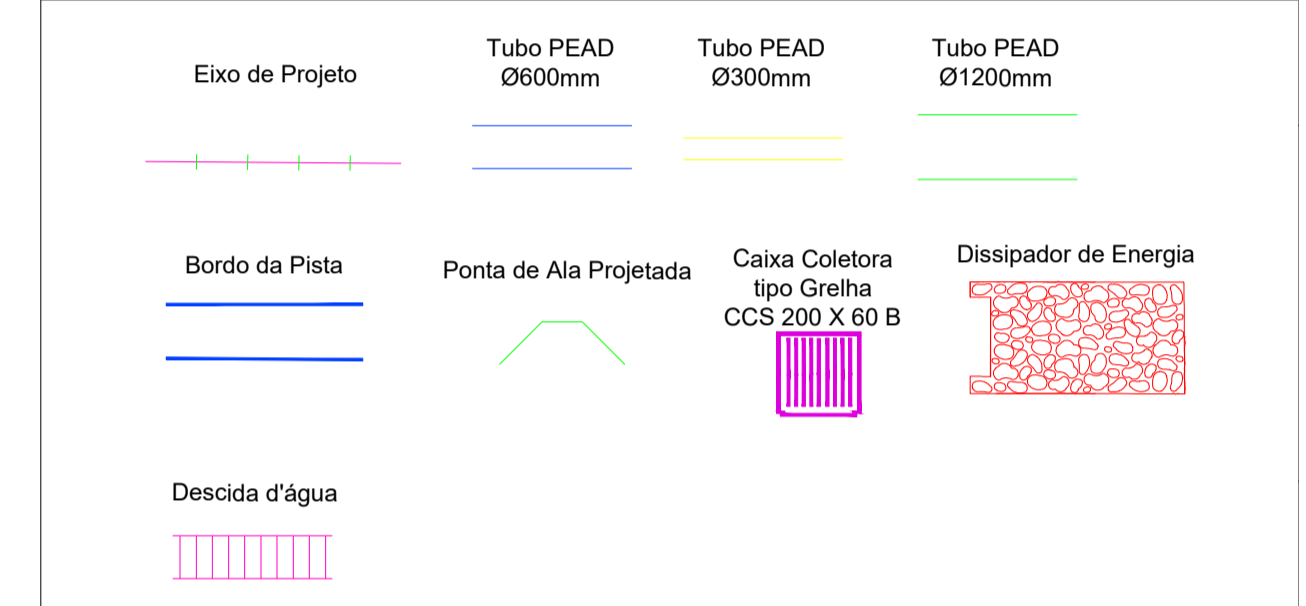 Eixo de Projeto
Tubo PEAD
Ø600mm
Tubo PEAD
Ø300mm
Tubo PEAD
Ø1200mm
Bordo da Pista
Ponta de Ala Projetada
Caixa Coletora
tipo Grelha
CCS 200 X 60 B
Dissipador de Energia
Descida d'água